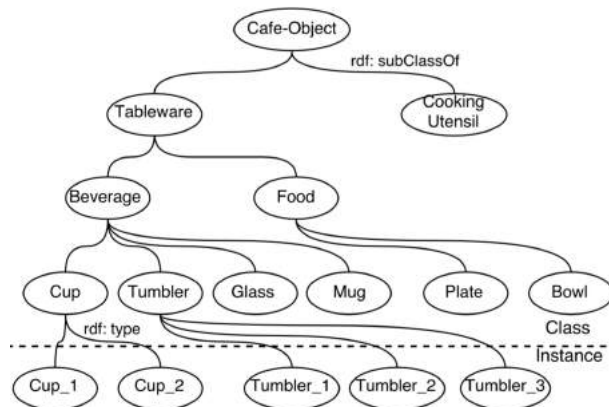 Cafe-Object
rdf: subClassOf
Tableware
Cooking
Utensil
Beverage
Food
Cup
Tumbler
Glass
Mug
Plate
Bowl
rdf: type
Class
Instance
Cup_1
Cup_2
Tumbler_1
Tumbler_2
Tumbler_3